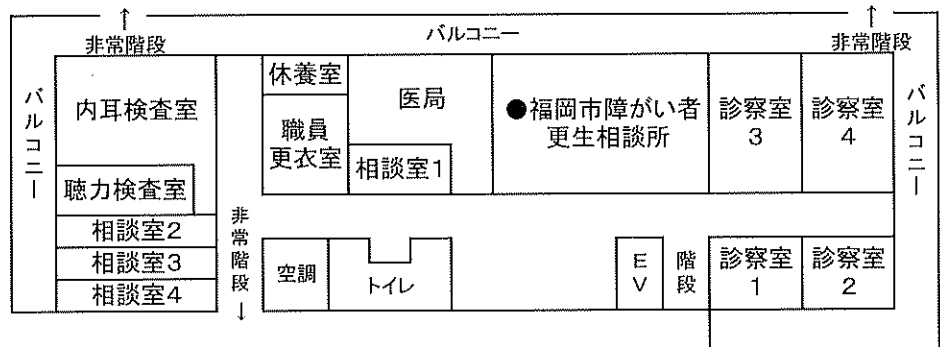 ↑
非常階段
バルコニー
↑
非常階段
バルコニー
内耳検査室
聴力検査室
相談室2
相談室3
相談室4
非常階段
↓
休養室
職員
更衣室
医局
相談室1
●福岡市障がい者
更生相談所
診察室
3
診察室
4
バルコニー
空調
トイレ
EV
階段
診察室
1
診察室
2